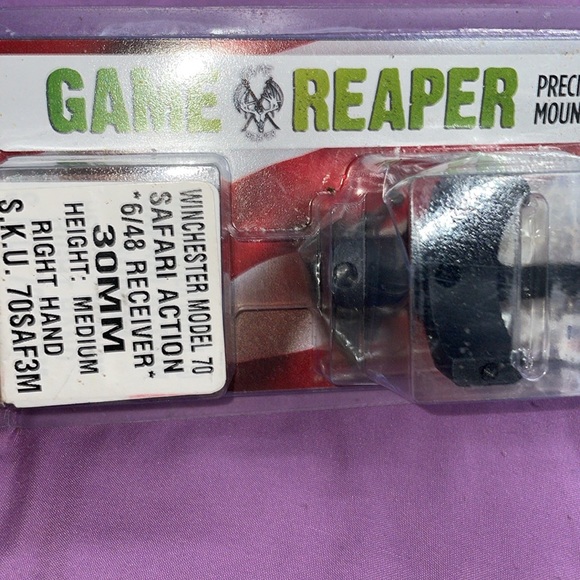 GAME REAPER
PRECI
MOUN
WINCHESTER MODEL 70
SAFARI ACTION
*6/48 RECEIVER*
30MM
HEIGHT: MEDIUM
RIGHT HAND
S.K.U. 70SAF3M